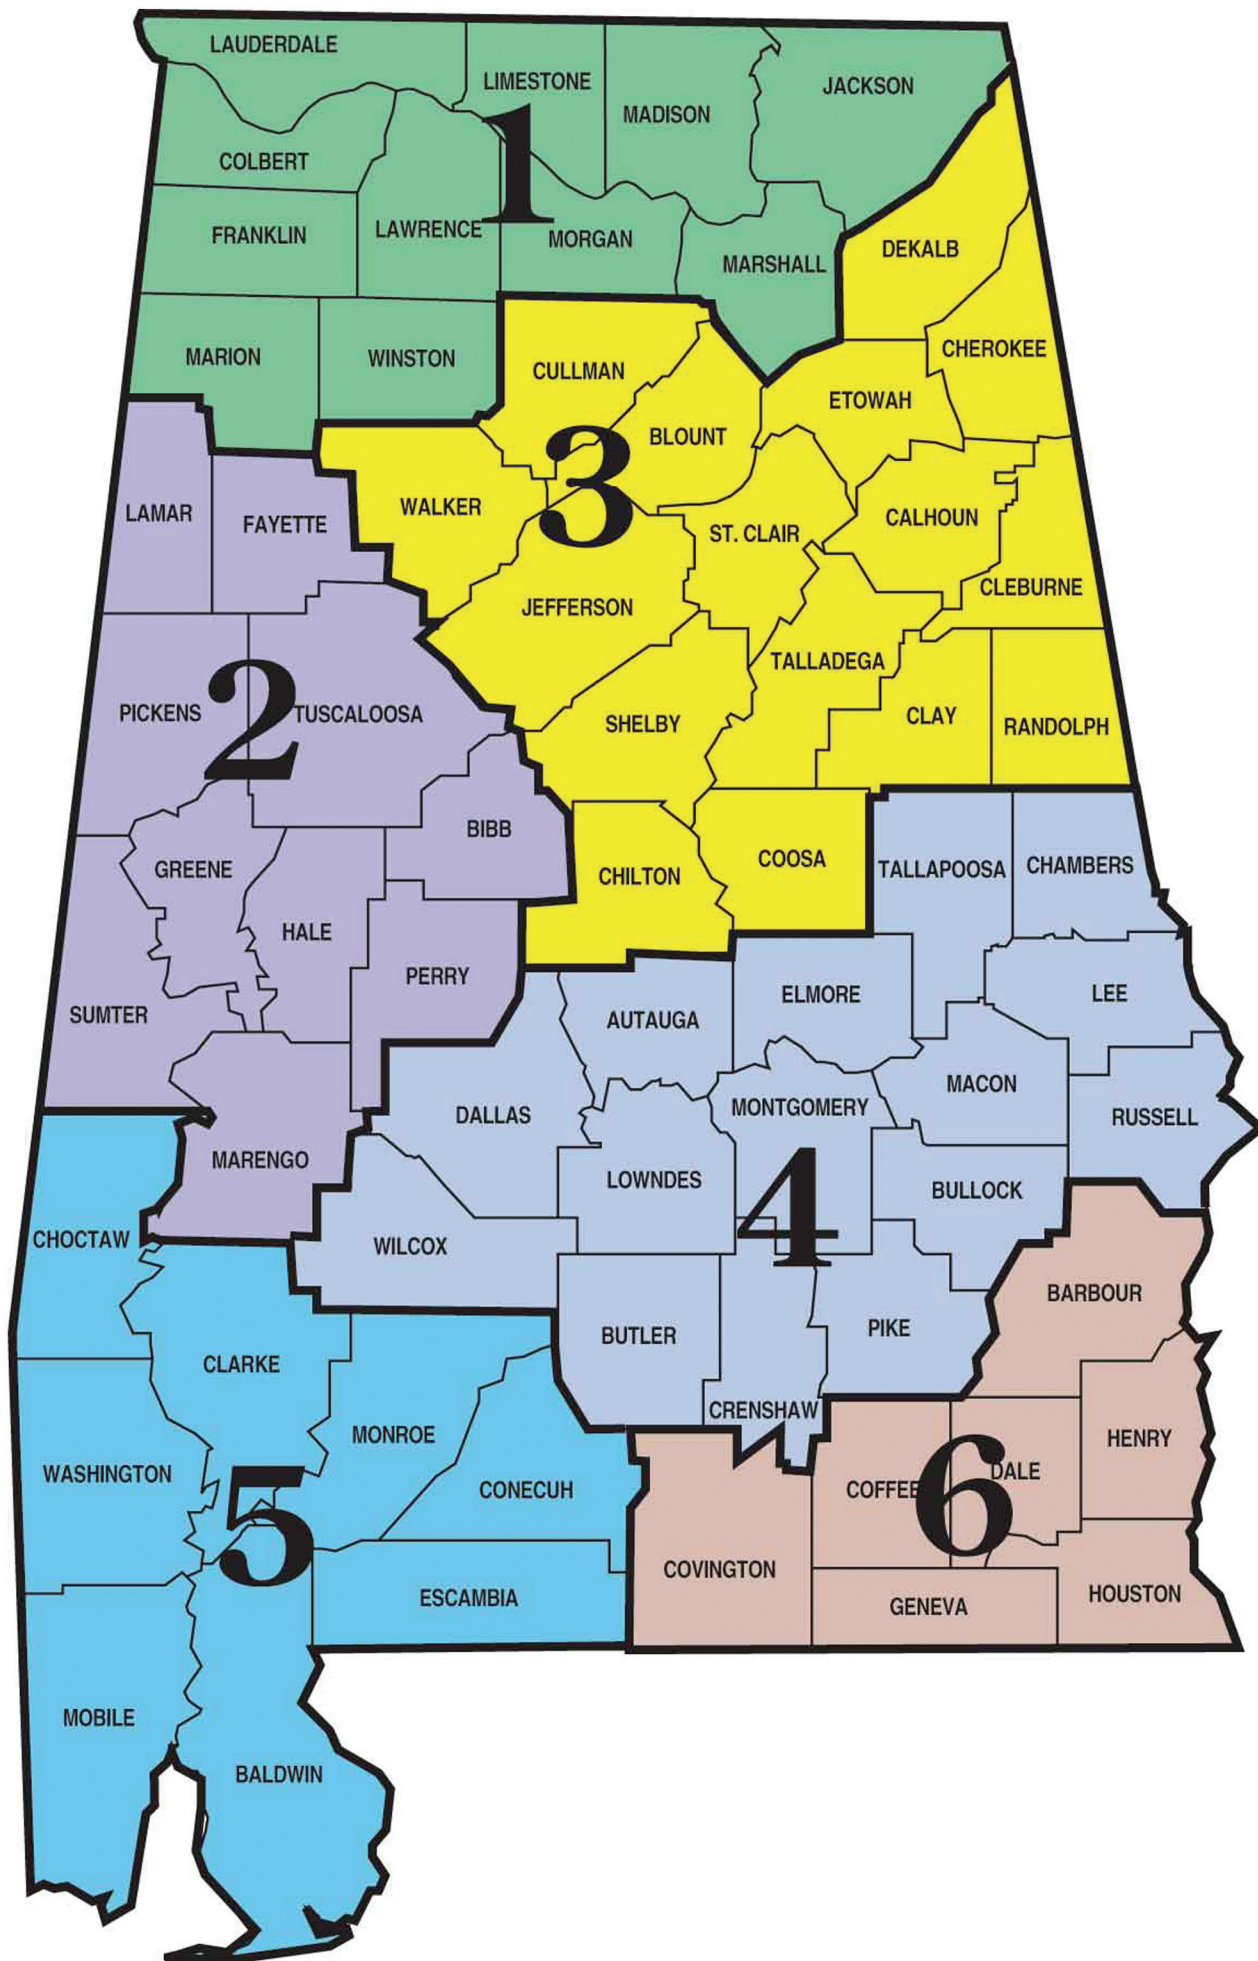 LAUDERDALE
LIMESTONE
MADISON
JACKSON
COLBERT
1
FRANKLIN
LAWRENCE
MORGAN
MARSHALL
DEKALB
MARION
WINSTON
CULLMAN
CHEROKEE
ETOWAH
BLOUNT
3
LAMAR
FAYETTE
WALKER
ST. CLAIR
CALHOUN
JEFFERSON
CLEBURNE
TALLADEGA
PICKENS
2
TUSCALOOSA
SHELBY
CLAY
RANDOLPH
BIBB
GREENE
CHILTON
COOSA
TALLAPOOSA
CHAMBERS
HALE
PERRY
SUMTER
AUTAUGA
ELMORE
LEE
DALLAS
MONTGOMERY
MACON
RUSSELL
MARENGO
LOWNDES
4
BULLOCK
CHOCTAW
WILCOX
BARBOUR
CLARKE
BUTLER
PIKE
MONROE
CRENSHAW
HENRY
WASHINGTON
5
CONECUH
COFFEE
6
DALE
COVINGTON
ESCAMBIA
GENEVA
HOUSTON
MOBILE
BALDWIN